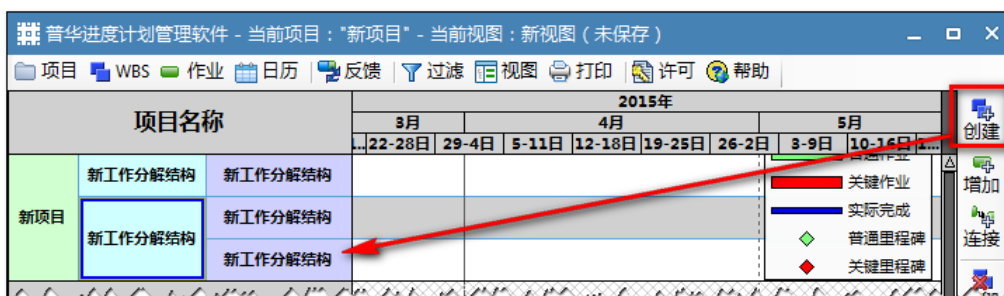 普华进度计划管理软件 - 当前项目："新项目" - 当前视图：新视图（未保存）
项目 WBS 作业 日历 反馈 过滤 视图 打印 许可 帮助
项目名称
2015年
3月 4月 5月
22-28日 29-4日 5-11日 12-18日 19-25日 26-2日 3-9日 10-16日 1...
创建
增加
连接
新项目
新工作分解结构 新工作分解结构
新工作分解结构 新工作分解结构
新工作分解结构
普通作业
关键作业
实际完成
普通里程碑
关键里程碑